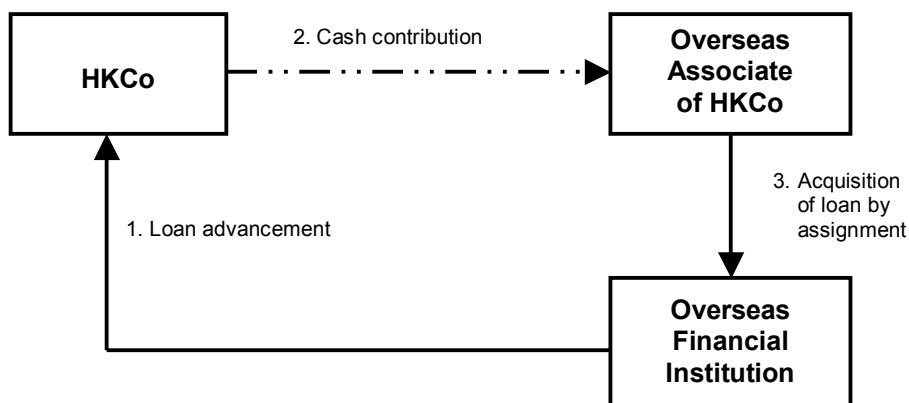 2. Cash contribution
HKCo
Overseas
Associate
of HKCo
3. Acquisition
of loan by
assignment
1. Loan advancement
Overseas
Financial
Institution